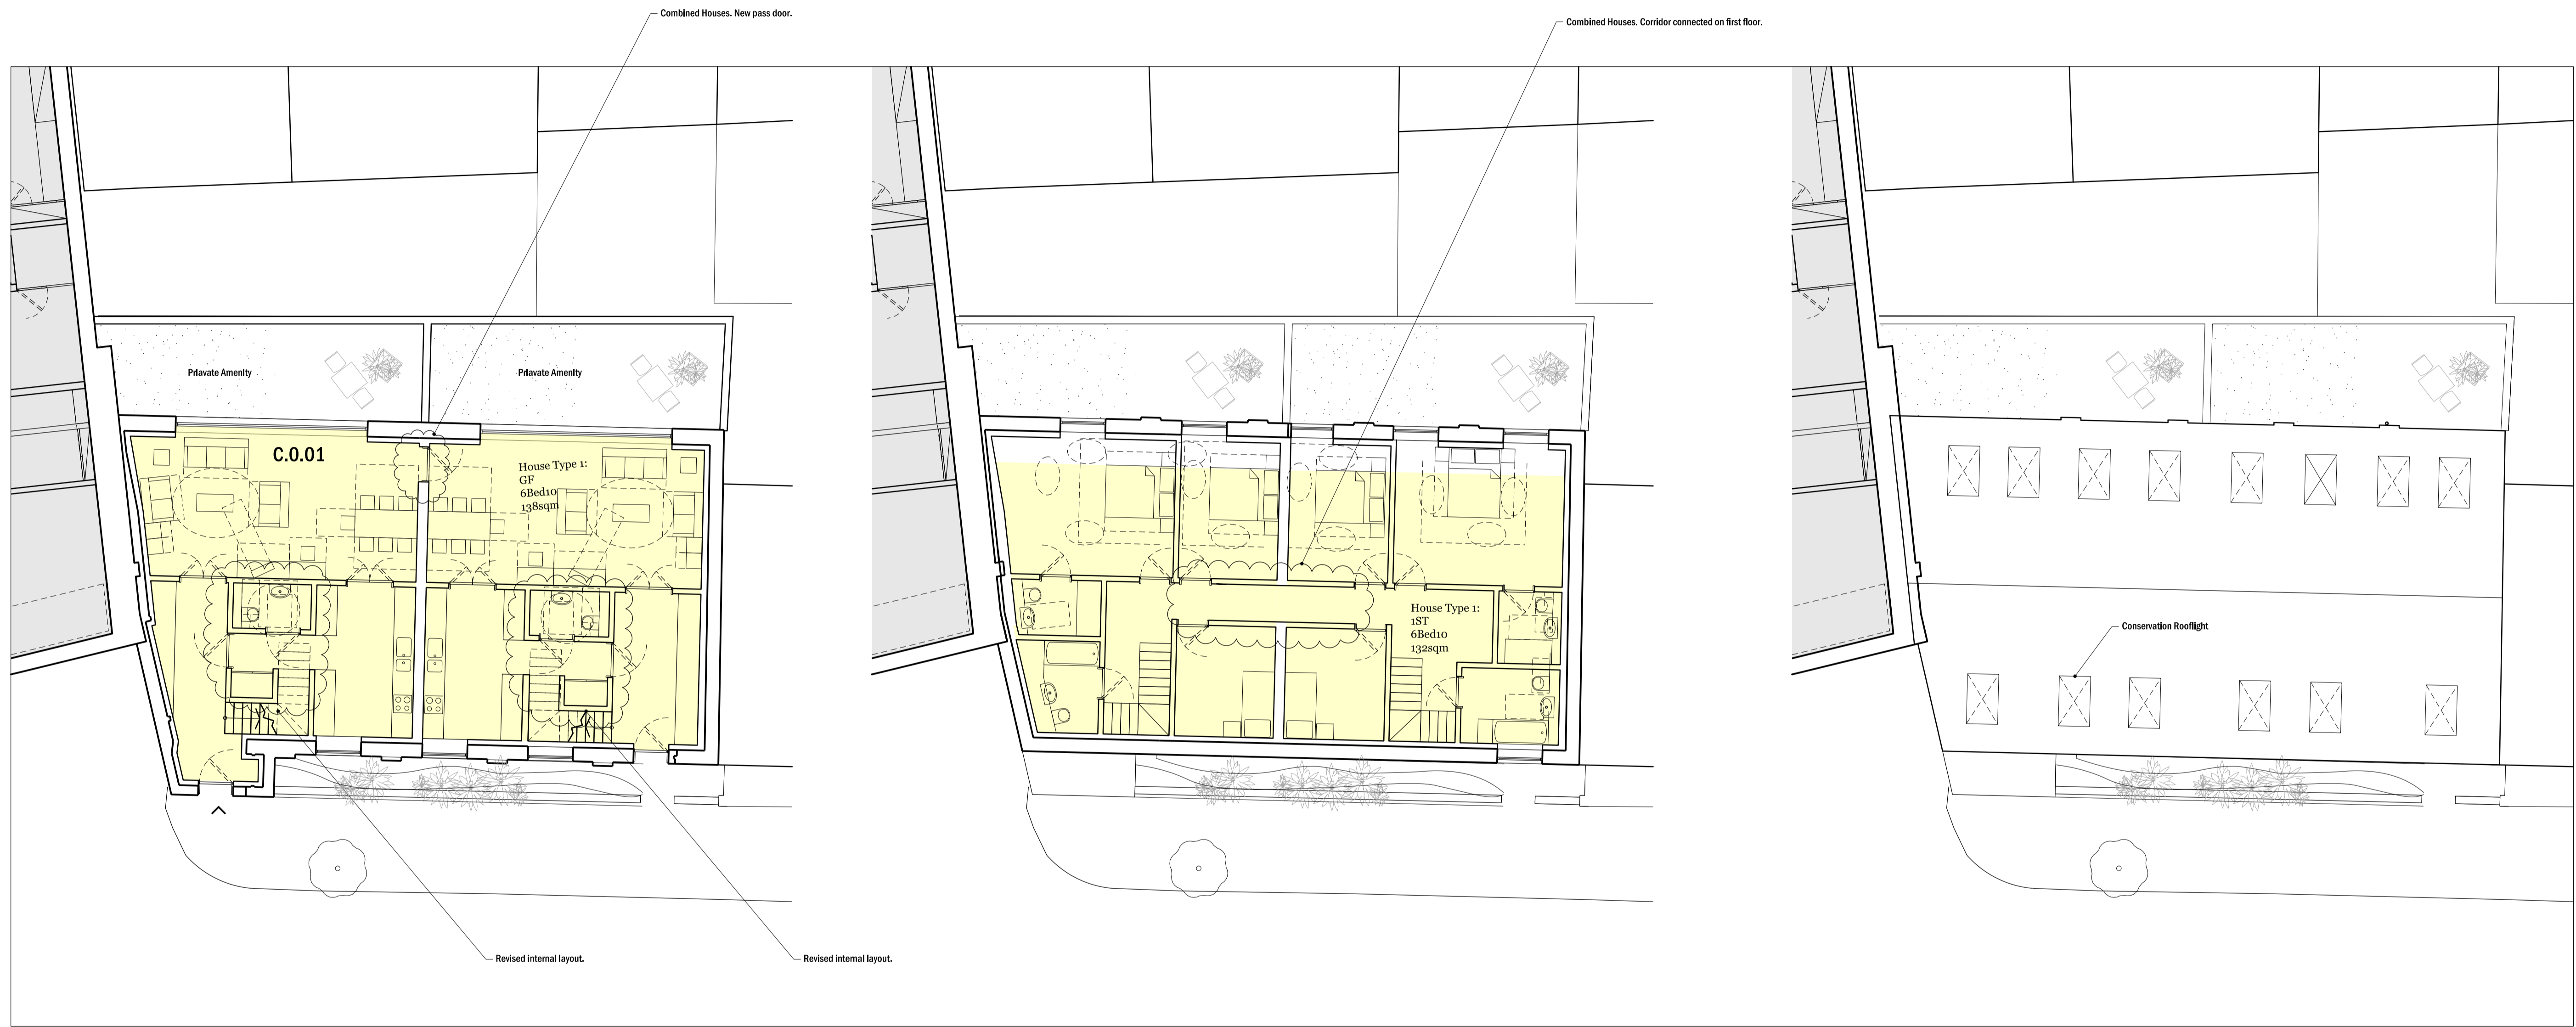 Combined Houses. New pass door.
Combined Houses. Corridor connected on first floor.
Priavate Amenity
Priavate Amenity
C.0.01
House Type 1:
GF
6Bed10
138sqm
House Type 1:
1ST
6Bed10
132sqm
Conservation Rooflight
Revised internal layout.
Revised internal layout.